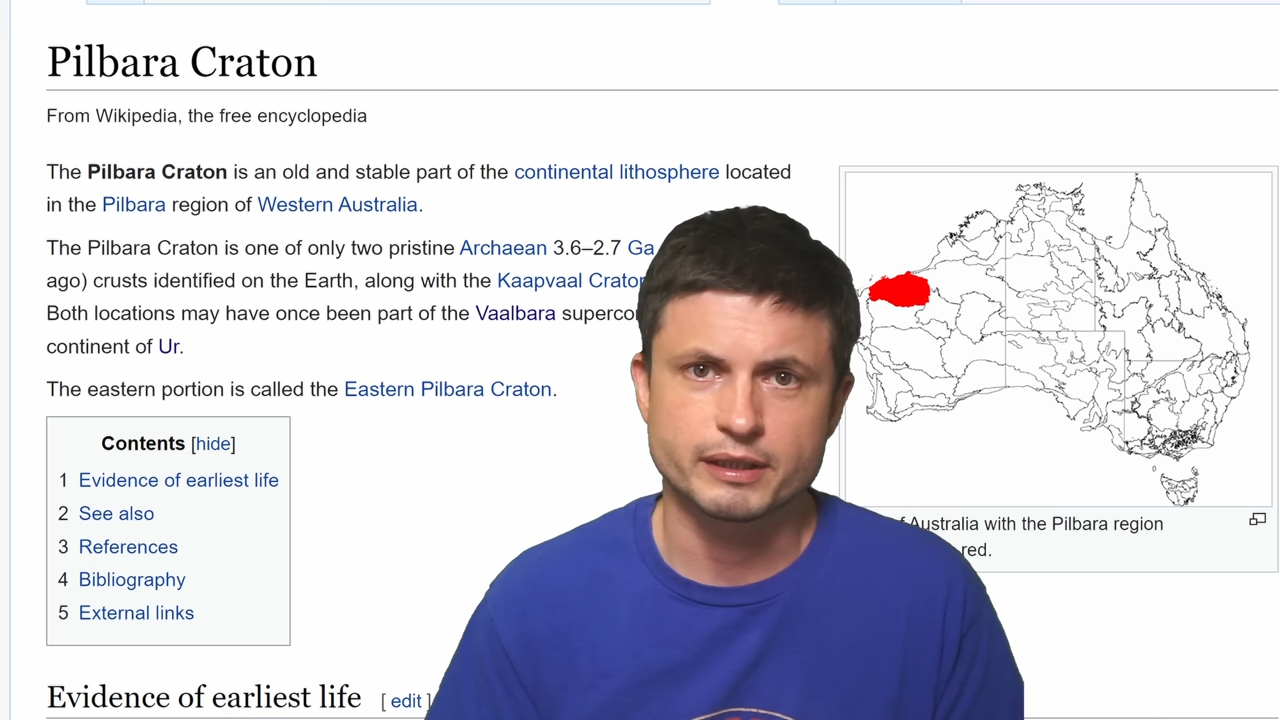 Pilbara Craton
From Wikipedia, the free encyclopedia
The Pilbara Craton is an old and stable part of the continental lithosphere located
in the Pilbara region of Western Australia.
The Pilbara Craton is one of only two pristine Archaean 3.6–2.7 Ga
ago) crusts identified on the Earth, along with the Kaapvaal Craton
Both locations may have once been part of the Vaalbara superco
continent of Ur.
The eastern portion is called the Eastern Pilbara Craton.
Contents [hide]
1 Evidence of earliest life
2 See also
3 References
4 Bibliography
5 External links
f Australia with the Pilbara region
red.
Evidence of earliest life [ edit ]